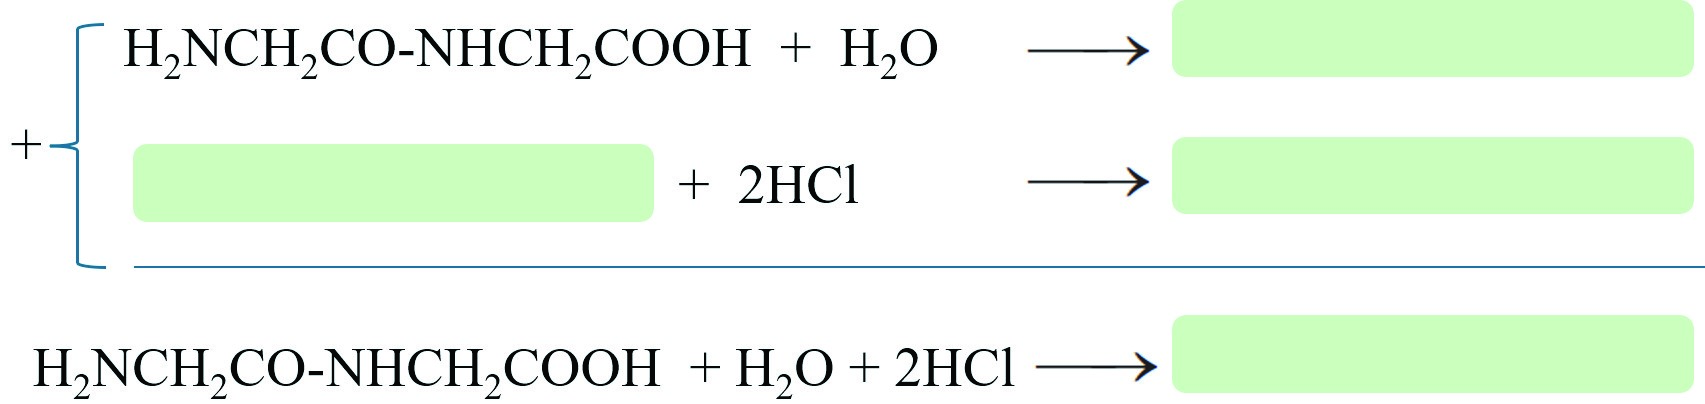 H₂NCH₂CO-NHCH₂COOH + H₂O ⟶
+
+ 2HCl ⟶
H₂NCH₂CO-NHCH₂COOH + H₂O + 2HCl ⟶